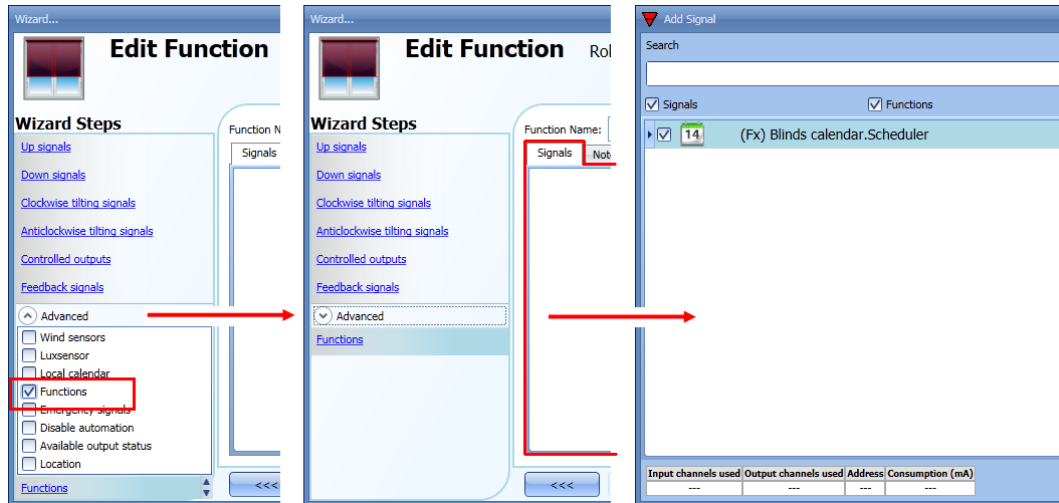 Wizard...
Edit Function
Wizard Steps
Up signals
Down signals
Clockwise tilting signals
Anticlockwise tilting signals
Controlled outputs
Feedback signals
Advanced
Wind sensors
Luxsensor
Local calendar
Functions
Emergency signals
Disable automation
Available output status
Location
Functions
Function N
Signals
<<<
Wizard...
Edit Function Rol
Wizard Steps
Up signals
Down signals
Clockwise tilting signals
Anticlockwise tilting signals
Controlled outputs
Feedback signals
Advanced
Functions
Function Name:
Signals Not
<<<
Add Signal
Search
Signals Functions
14 (Fx) Blinds calendar.Scheduler
Input channels used Output channels used Address Consumption (mA)
--- --- --- ---